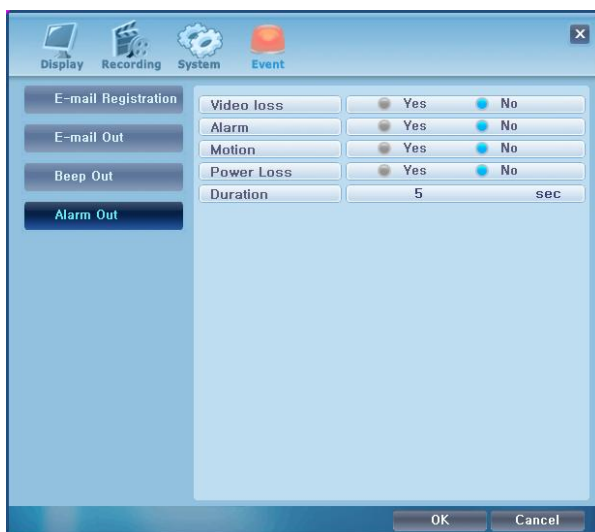 Display Recording System Event
E-mail Registration
E-mail Out
Beep Out
Alarm Out
Video loss Yes No
Alarm Yes No
Motion Yes No
Power Loss Yes No
Duration 5 sec
OK Cancel